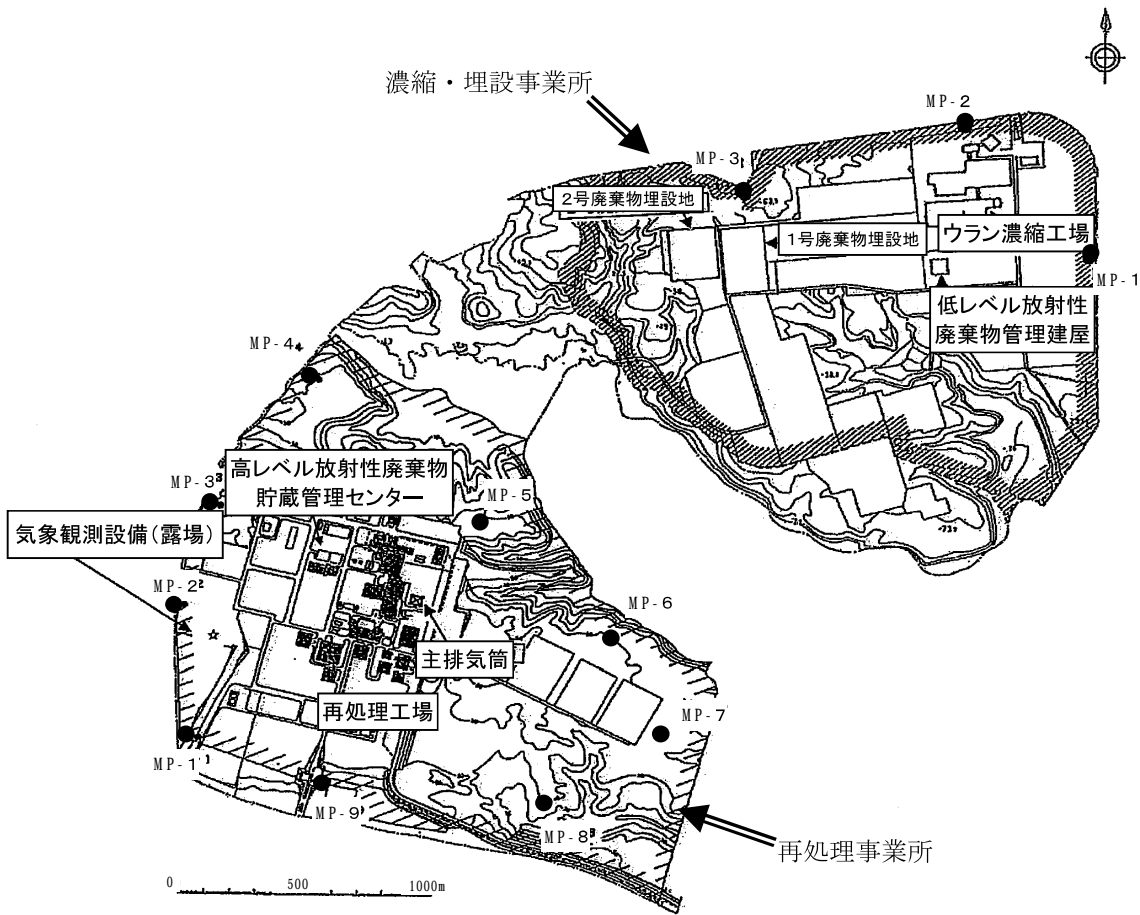 濃縮・埋設事業所
MP-2
MP-3
2号廃棄物埋設地
1号廃棄物埋設地
ウラン濃縮工場
MP-1
低レベル放射性
廃棄物管理建屋
MP-4
高レベル放射性廃棄物
貯蔵管理センター
MP-3
MP-5
気象観測設備(露場)
MP-2
MP-6
主排気筒
再処理工場
MP-7
MP-1
MP-9
MP-8
再処理事業所
0 500 1000m